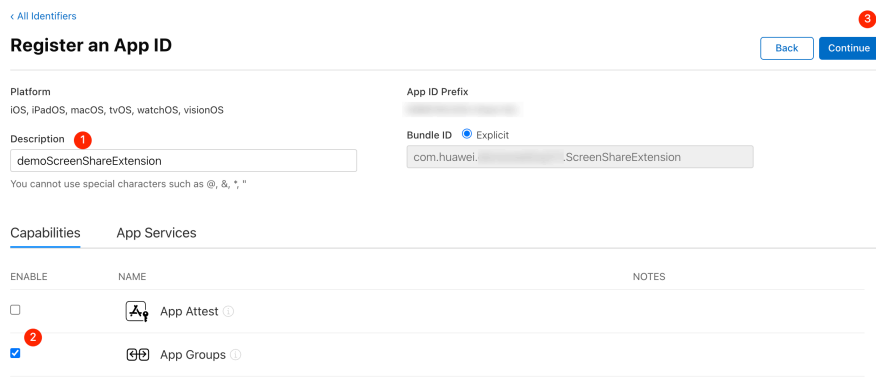 ‹ All Identifiers
3
Register an App ID
Back
Continue
Platform
App ID Prefix
iOS, iPadOS, macOS, tvOS, watchOS, visionOS
Description 1
Bundle ID Explicit
demoScreenShareExtension
com.huawei. .ScreenShareExtension
You cannot use special characters such as @, &, *, "
Capabilities
App Services
ENABLE NAME NOTES
App Attest
2
App Groups